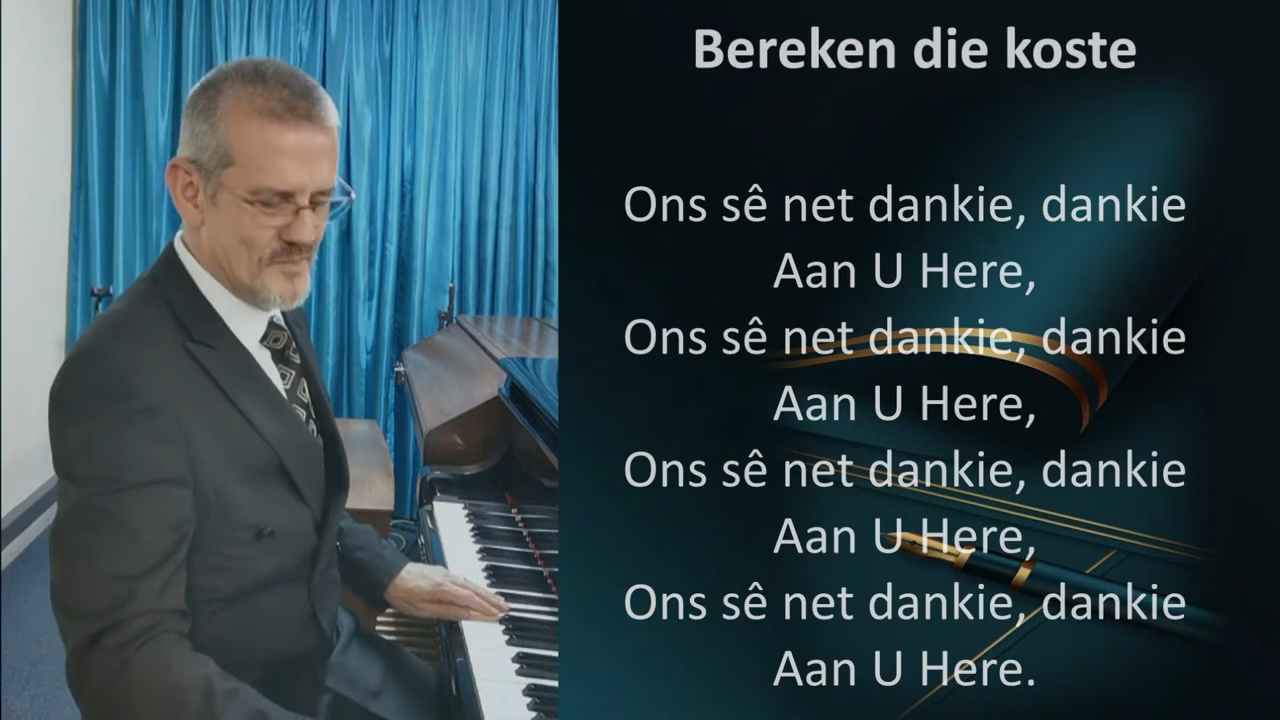 Bereken die koste
Ons sê net dankie, dankie
Aan U Here,
Ons sê net dankie, dankie
Aan U Here,
Ons sê net dankie, dankie
Aan U Here,
Ons sê net dankie, dankie
Aan U Here.